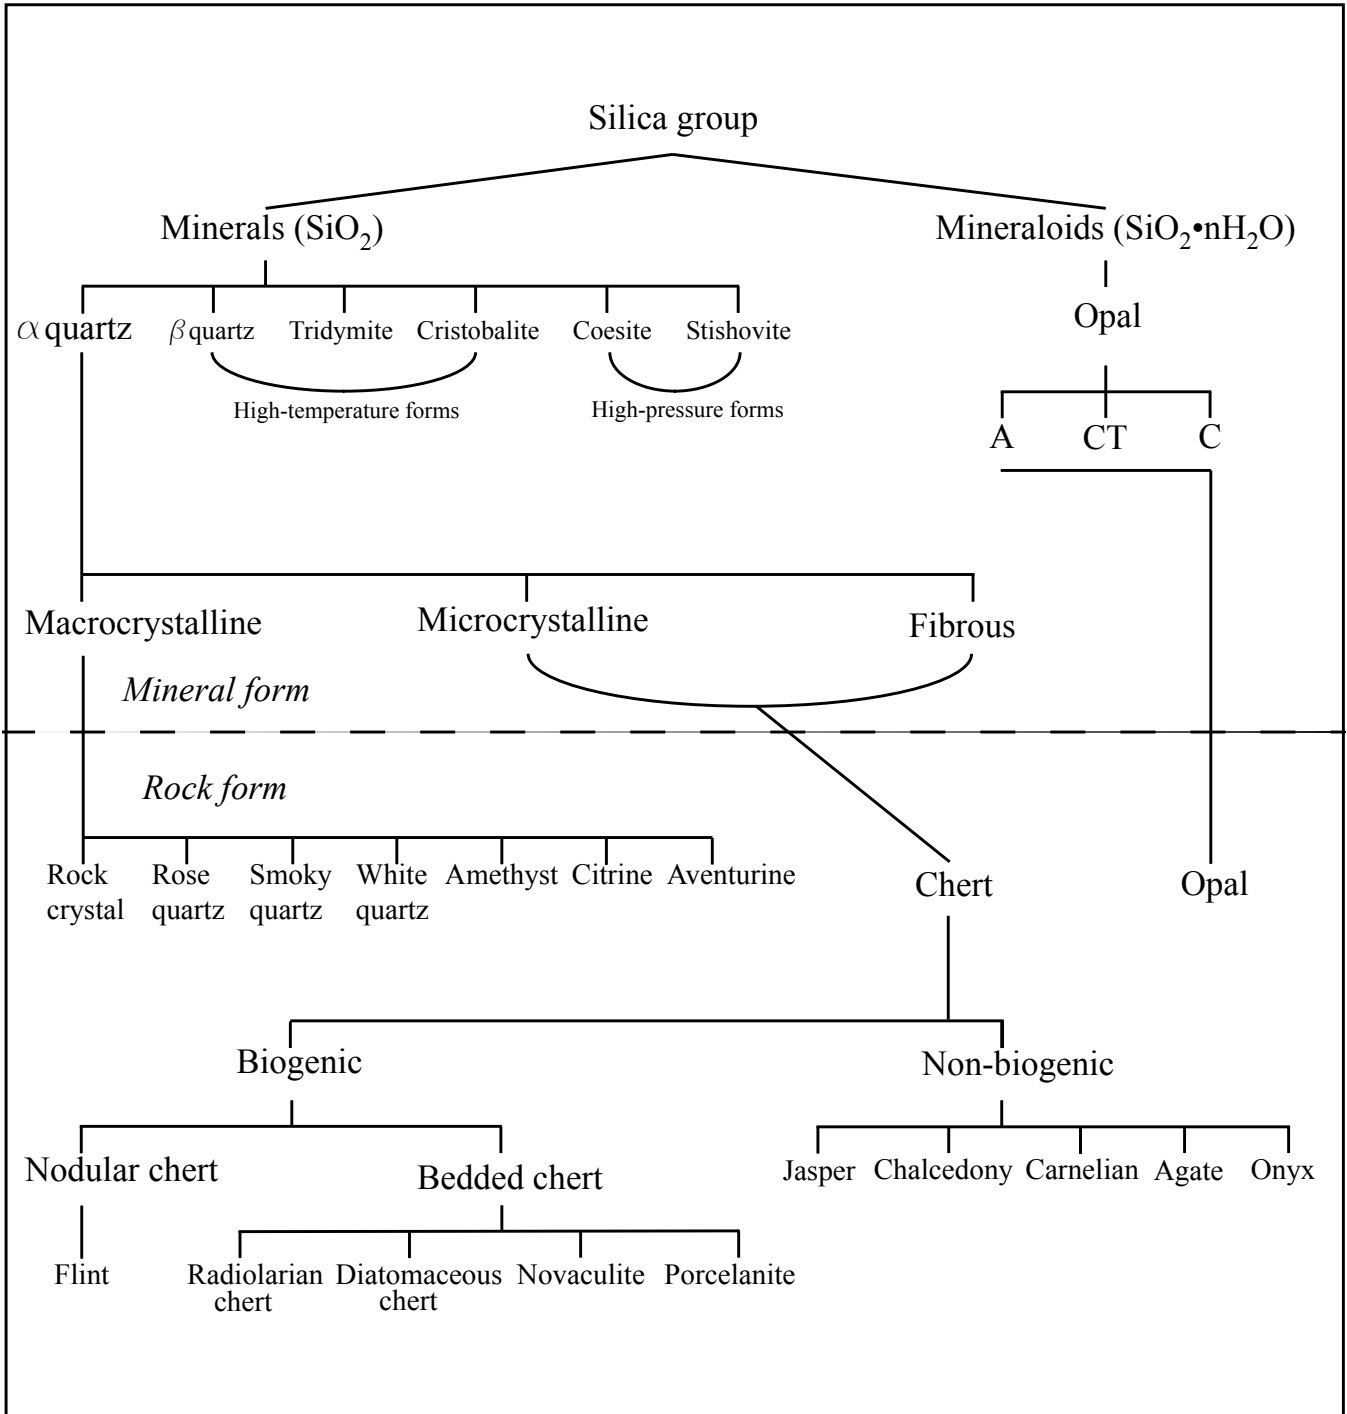 Silica group
Minerals (SiO₂)
Mineraloids (SiO₂•nH₂O)
α quartz
β quartz
Tridymite
Cristobalite
Coesite
Stishovite
Opal
High-temperature forms
High-pressure forms
A
CT
C
Macrocrystalline
Microcrystalline
Fibrous
Mineral form
Rock form
Rock
crystal
Rose
quartz
Smoky
quartz
White
quartz
Amethyst
Citrine
Aventurine
Chert
Opal
Biogenic
Non-biogenic
Nodular chert
Bedded chert
Jasper
Chalcedony
Carnelian
Agate
Onyx
Flint
Radiolarian
chert
Diatomaceous
chert
Novaculite
Porcelanite